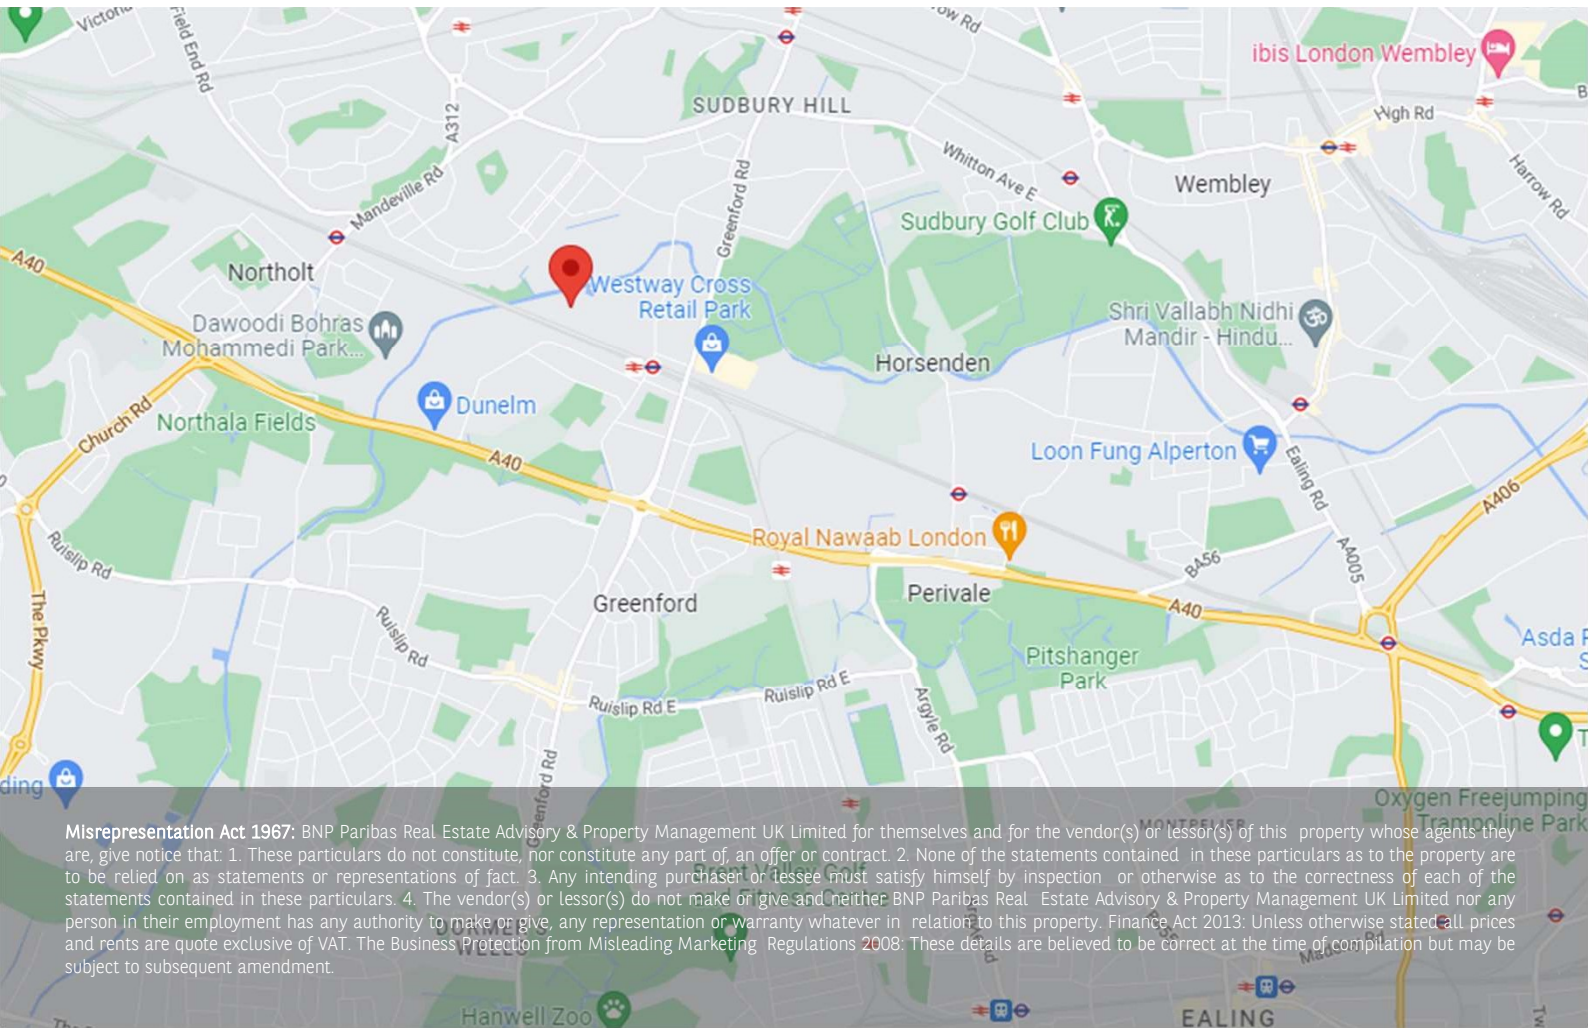 Victoria
Field End Rd
ow Rd
ibis London Wembley
A312
SUDBURY HILL
High Rd
B
Harrow Rd
Mandeville Rd
Greenford Rd
Whitton Ave E
Wembley
Sudbury Golf Club
A40
Northolt
Westway Cross
Retail Park
Dawoodi Bohras
Mohammedi Park...
Shri Vallabh Nidhi
Mandir - Hindu...
Horsenden
Dunelm
Church Rd
Northala Fields
A40
Loon Fung Alperton
Ealing Rd
A406
Royal Nawaab London
Ruislip Rd
A4005
BA56
The Pkwy
Greenford
Perivale
A40
Ruislip Rd
Asda P
S
Pitshanger
Park
Ruislip Rd E
Ruislip Rd E
Argyle Rd
T
ding
Greenford Rd
Oxygen Freejumping
Trampoline Park
MONTPELIER
Misrepresentation Act 1967: BNP Paribas Real Estate Advisory & Property Management UK Limited for themselves and for the vendor(s) or lessor(s) of this property whose agents they
are, give notice that: 1. These particulars do not constitute, nor constitute any part of, an offer or contract. 2. None of the statements contained in these particulars as to the property are
to be relied on as statements or representations of fact. 3. Any intending purchaser or lessee must satisfy himself by inspection or otherwise as to the correctness of each of the
statements contained in these particulars. 4. The vendor(s) or lessor(s) do not make or give and neither BNP Paribas Real Estate Advisory & Property Management UK Limited nor any
person in their employment has any authority to make or give, any representation or warranty whatever in relation to this property. Finance Act 2013: Unless otherwise stated all prices
and rents are quote exclusive of VAT. The Business Protection from Misleading Marketing Regulations 2008: These details are believed to be correct at the time of compilation but may be
subject to subsequent amendment.
Brent Valley Golf
and Fitness Centre
DORMER'S
WELLS
Hanwell Zoo
EALING